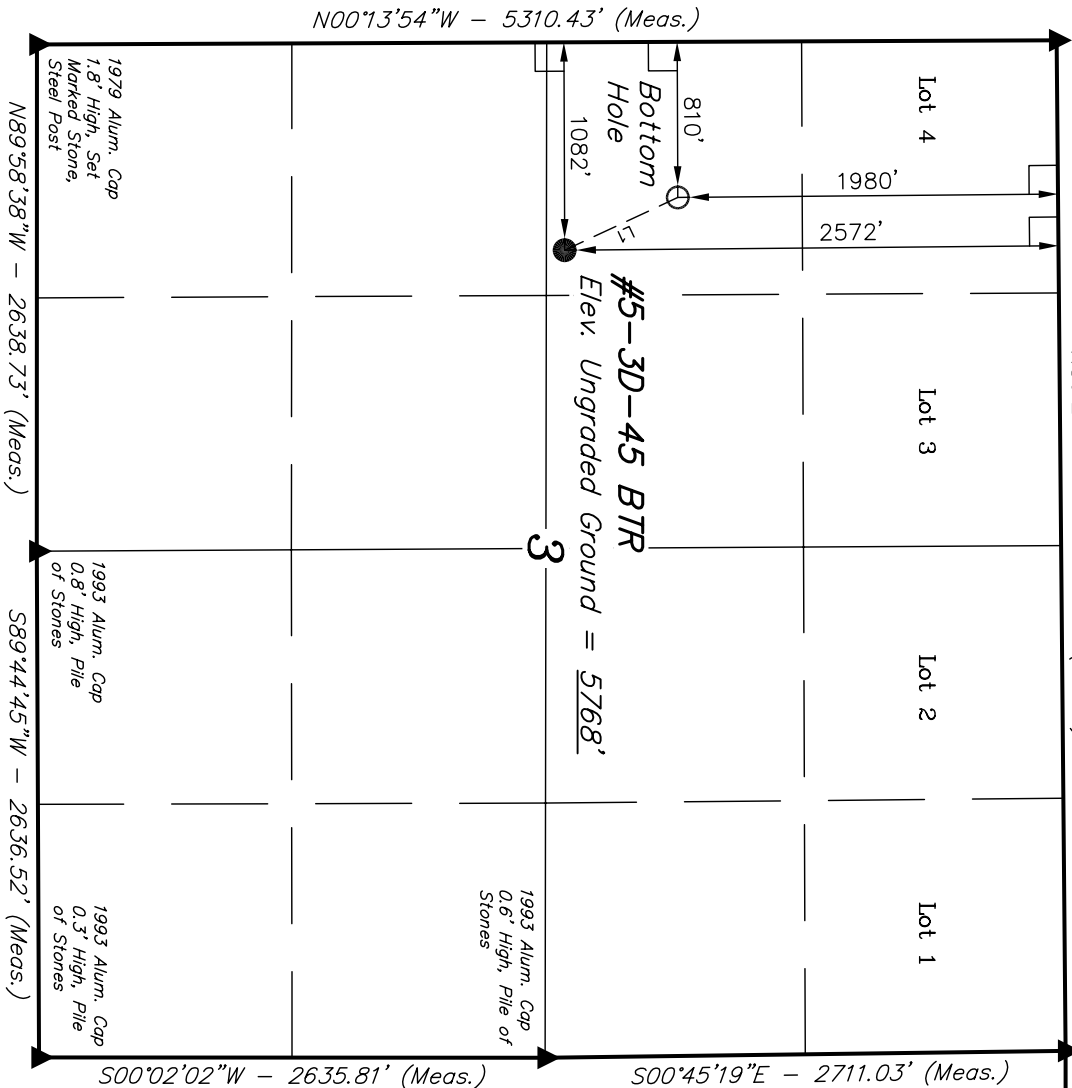 N00°13'54"W - 5310.43' (Meas.)
Lot 4
Lot 3
Lot 2
Lot 1
1980'
2572'
810'
1082'
Bottom
Hole
L1
#5-3D-45 BTR
Elev. Ungraded Ground = 5768'
3
1979 Alum. Cap
1.8' High, Set
Marked Stone,
Steel Post
1993 Alum. Cap
0.8' High, Pile
of Stones
1993 Alum. Cap
0.6' High, Pile of
Stones
1993 Alum. Cap
0.3' High, Pile
of Stones
N89°58'38"W - 2638.73' (Meas.)
S89°44'45"W - 2636.52' (Meas.)
S00°02'02"W - 2635.81' (Meas.)
S00°45'19"E - 2711.03' (Meas.)